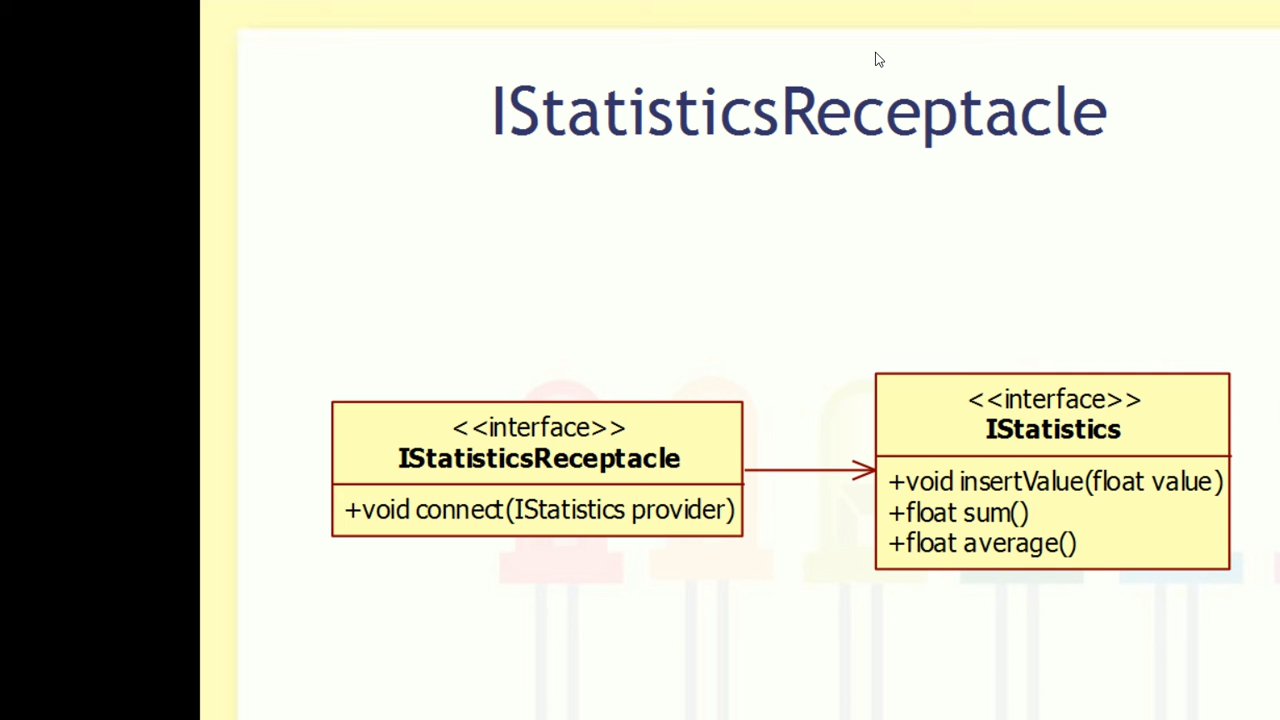 IStatisticsReceptacle
<<interface>>
IStatisticsReceptacle
+void connect(IStatistics provider)
<<interface>>
IStatistics
+void insertValue(float value)
+float sum()
+float average()